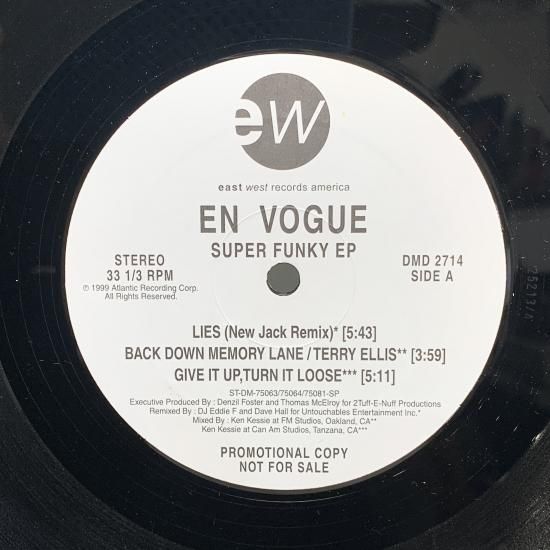 ew
east west records america
EN VOGUE
SUPER FUNKY EP
STEREO
33 1/3 RPM
℗ 1999 Atlantic Recording Corp.
All Rights Reserved.
DMD 2714
SIDE A
LIES (New Jack Remix)* [5:43]
BACK DOWN MEMORY LANE / TERRY ELLIS** [3:59]
GIVE IT UP,TURN IT LOOSE*** [5:11]
ST-DM-75063/75064/75081-SP
Executive Produced By : Denzil Foster and Thomas McElroy for 2Tuff-E-Nuff Productions
Remixed By : DJ Eddie F and Dave Hall for Untouchables Entertainment Inc.*
Mixed By : Ken Kessie at FM Studios, Oakland, CA**
Ken Kessie at Can Am Studios, Tanzana, CA***
PROMOTIONAL COPY
NOT FOR SALE